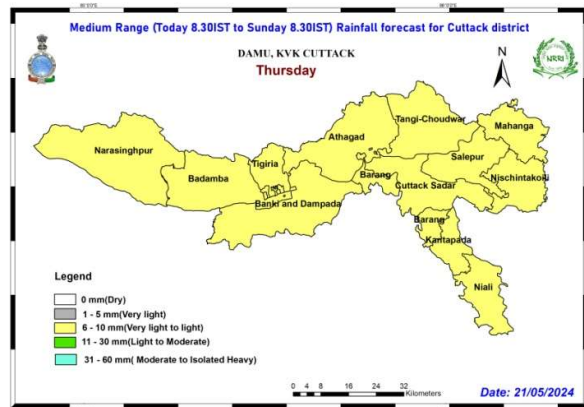 Medium Range (Today 8.30IST to Sunday 8.30IST) Rainfall forecast for Cuttack district
DAMU, KVK CUTTACK
Thursday
N
NRRI
Tangi-Choudwar
Mahanga
Athagad
Narasinghpur
Tigiria
Salepur
Badamba
Barang
Nischintakoili
Cuttack Sadar
Banki and Dampada
Barang
Kantapada
Niali
Legend
0 mm(Dry)
1 - 5 mm(Very light)
6 - 10 mm(Very light to light)
11 - 30 mm(Light to Moderate)
31 - 60 mm( Moderate to Isolated Heavy)
0 4 8 16 24 32
Kilometers
Date: 21/05/2024